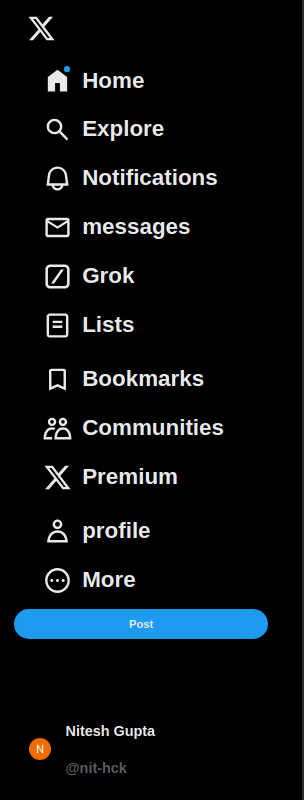 Home
Explore
Notifications
messages
Grok
Lists
Bookmarks
Communities
Premium
profile
More
Post
Nitesh Gupta
N
@nit-hck